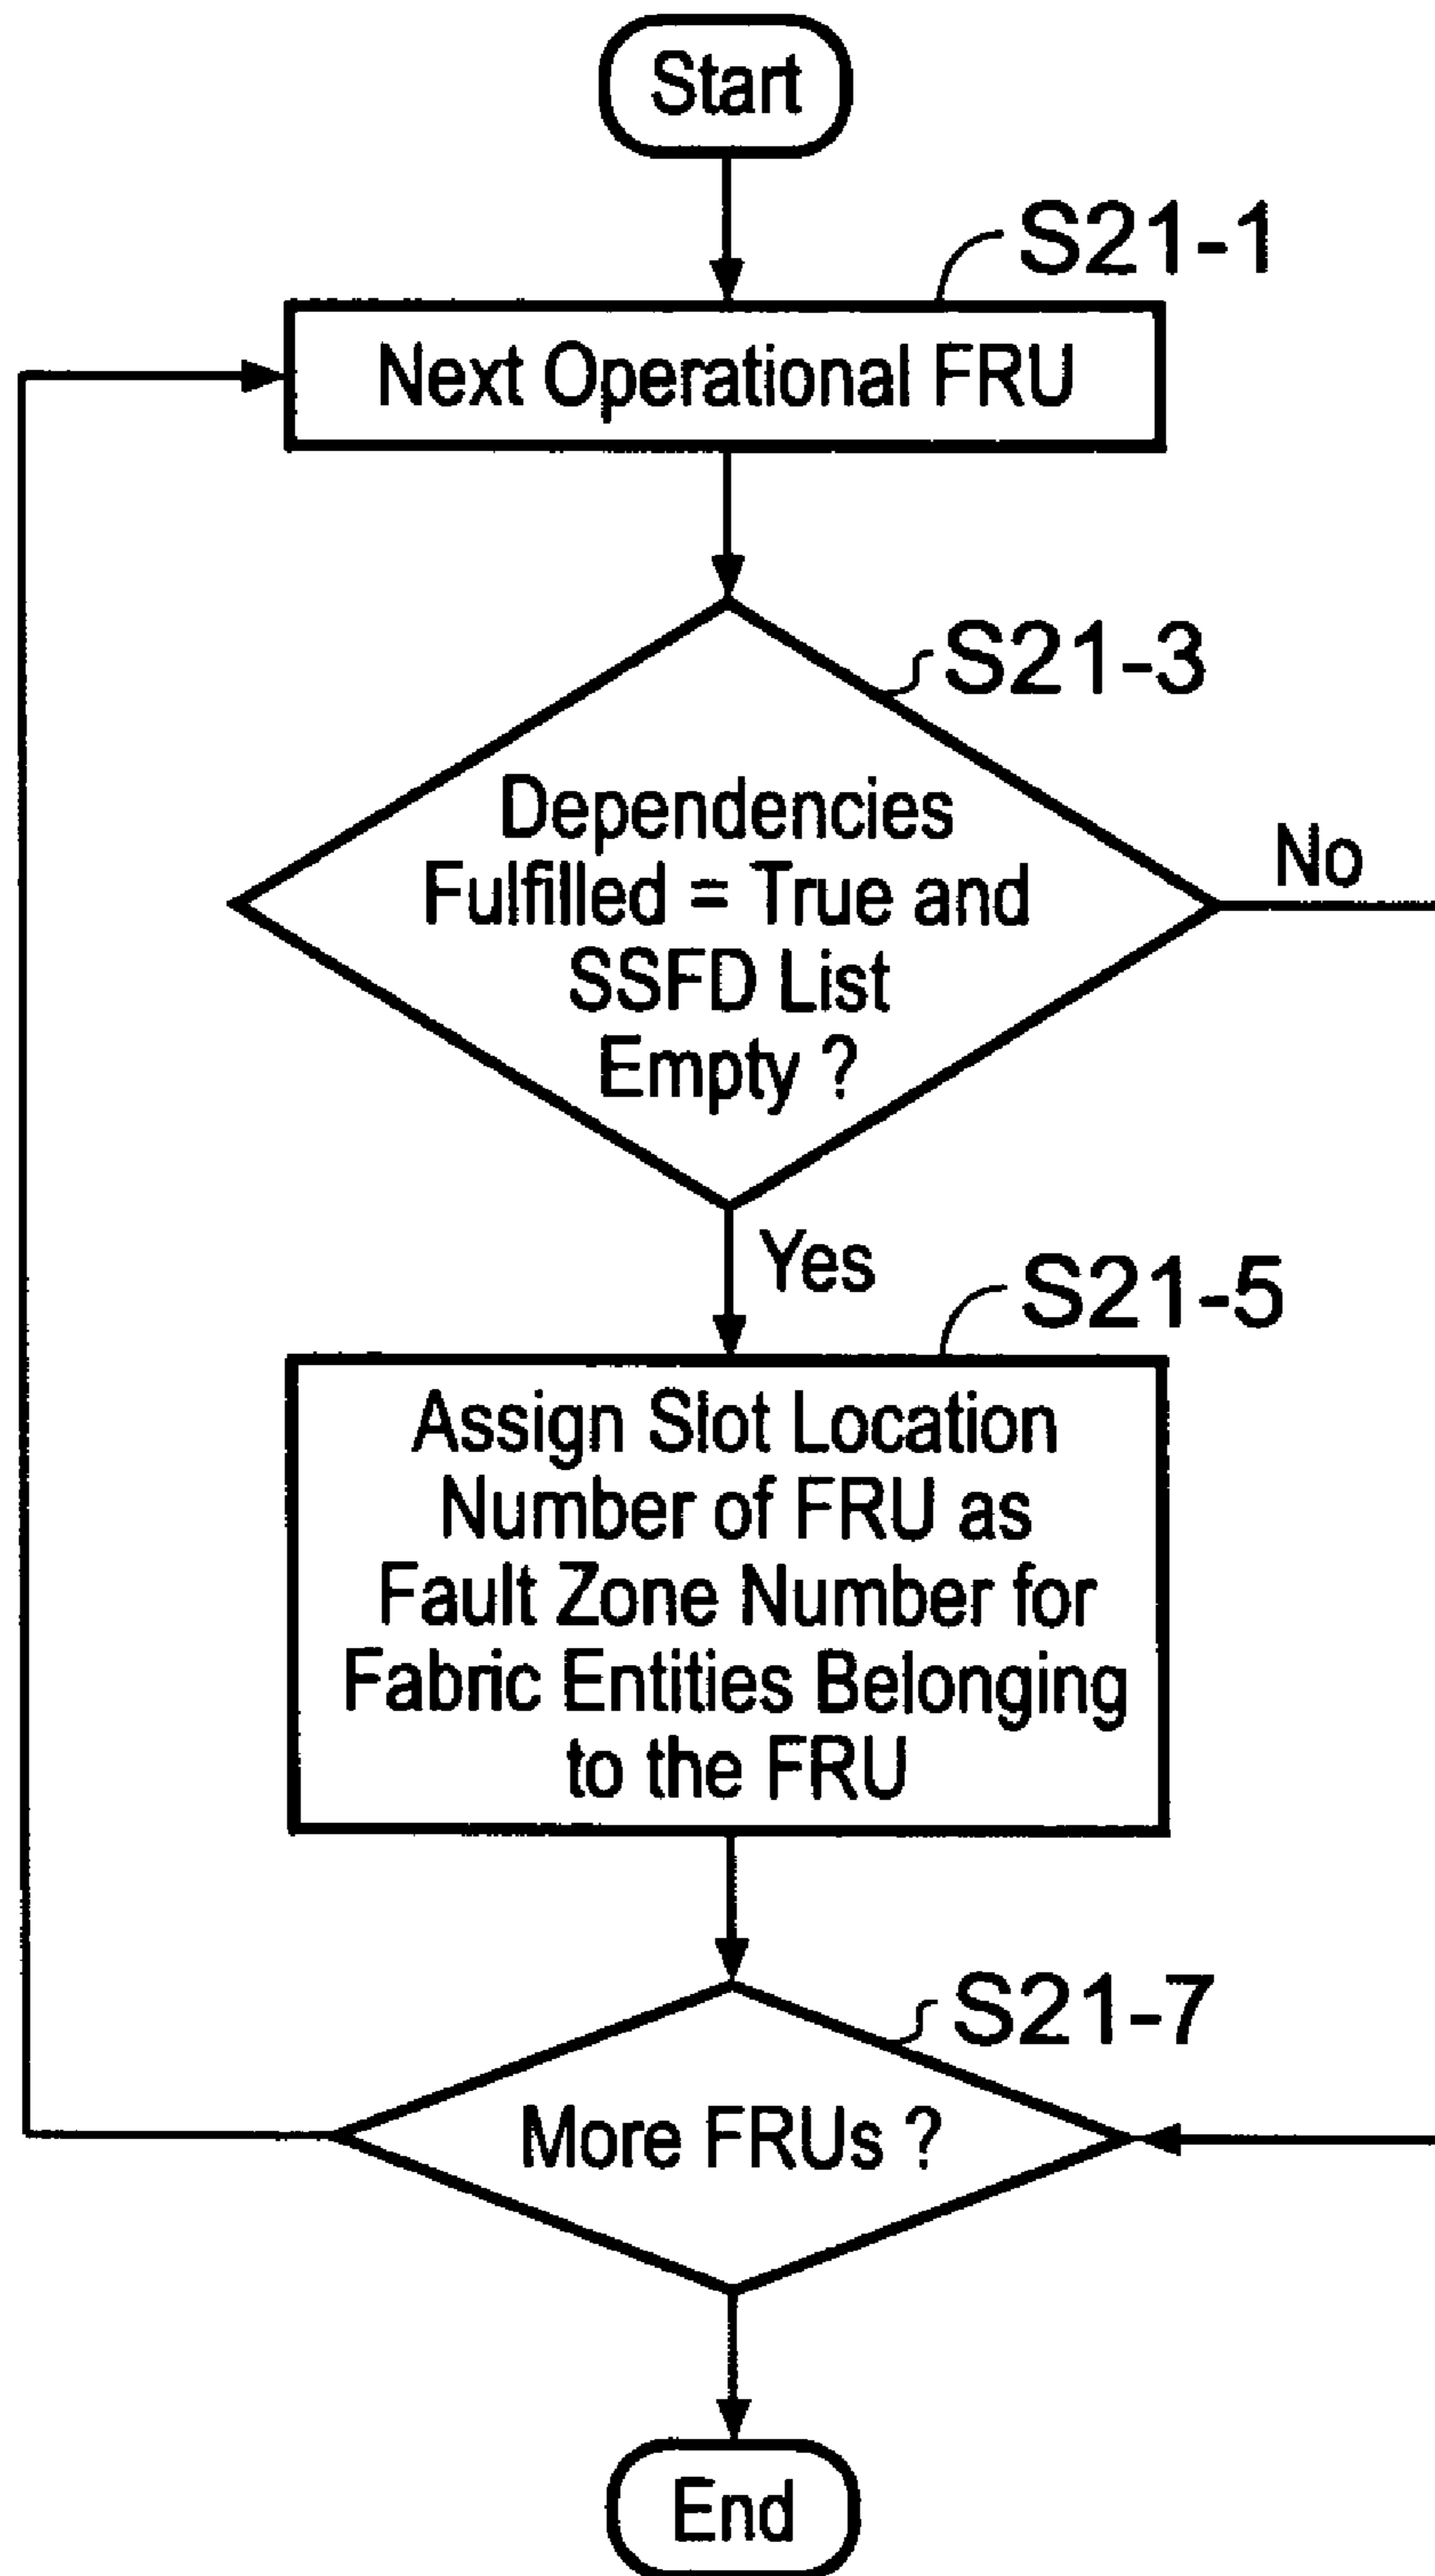 Start
S21-1
Next Operational FRU
S21-3
Dependencies
Fulfilled = True and
SSFD List
Empty ?
No
Yes
S21-5
Assign Slot Location
Number of FRU as
Fault Zone Number for
Fabric Entities Belonging
to the FRU
S21-7
More FRUs ?
End